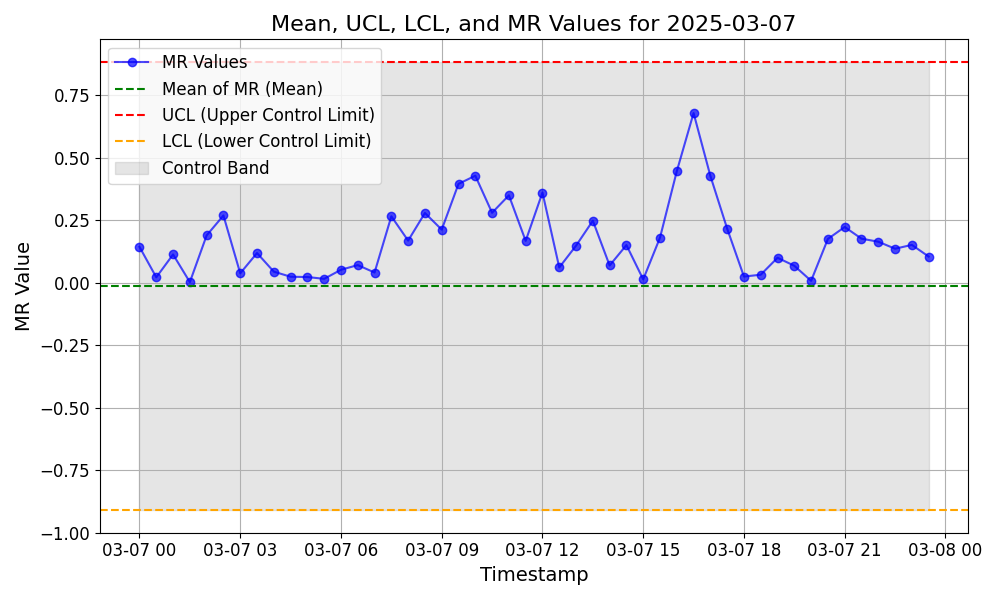 Mean, UCL, LCL, and MR Values for 2025-03-07
MR Values
Mean of MR (Mean)
UCL (Upper Control Limit)
LCL (Lower Control Limit)
Control Band
MR Value
0.75
0.50
0.25
0.00
−0.25
−0.50
−0.75
−1.00
03-07 00 03-07 03 03-07 06 03-07 09 03-07 12 03-07 15 03-07 18 03-07 21 03-08 00
Timestamp